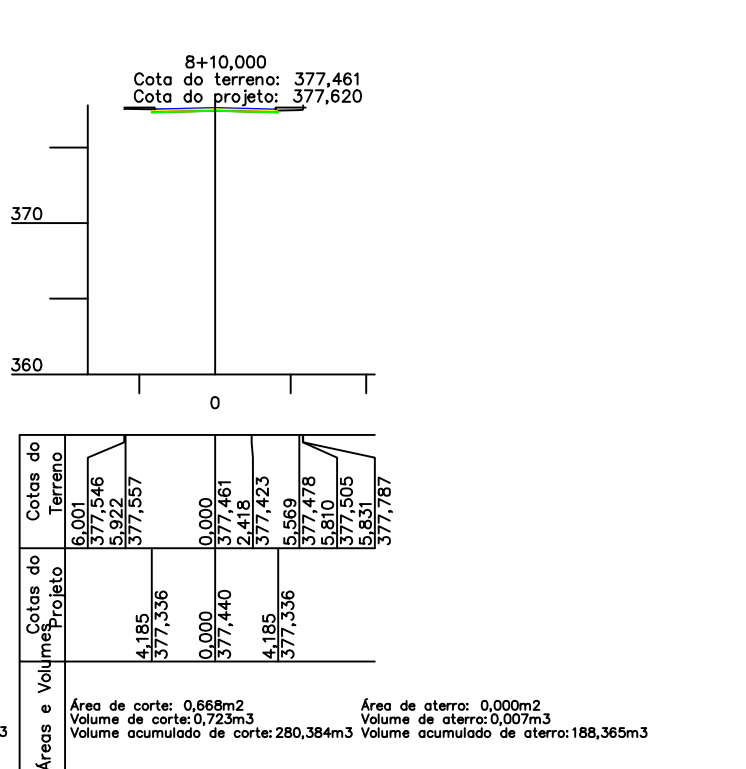 8+10,000
Cota do terreno: 377,461
Cota do projeto: 377,620
370
360
0
Cotas do
Terreno
6,001
377,546
5,922
377,557
0,000
377,461
2,418
377,423
5,569
377,478
5,810
377,505
5,831
377,787
Cotas do
Projeto
4,185
377,336
0,000
377,440
4,185
377,336
Áreas e Volumes
Área de corte: 0,668m2
Volume de corte: 0,723m3
Volume acumulado de corte: 280,384m3
Área de aterro: 0,000m2
Volume de aterro: 0,007m3
Volume acumulado de aterro: 188,365m3
3